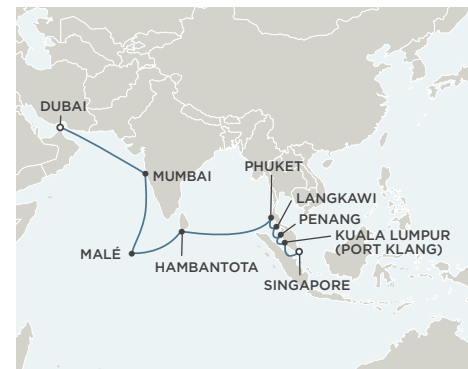 DUBAI
MUMBAI
PHUKET
LANGKAWI
PENANG
KUALA LUMPUR
(PORT KLANG)
MALÉ
HAMBANTOTA
SINGAPORE